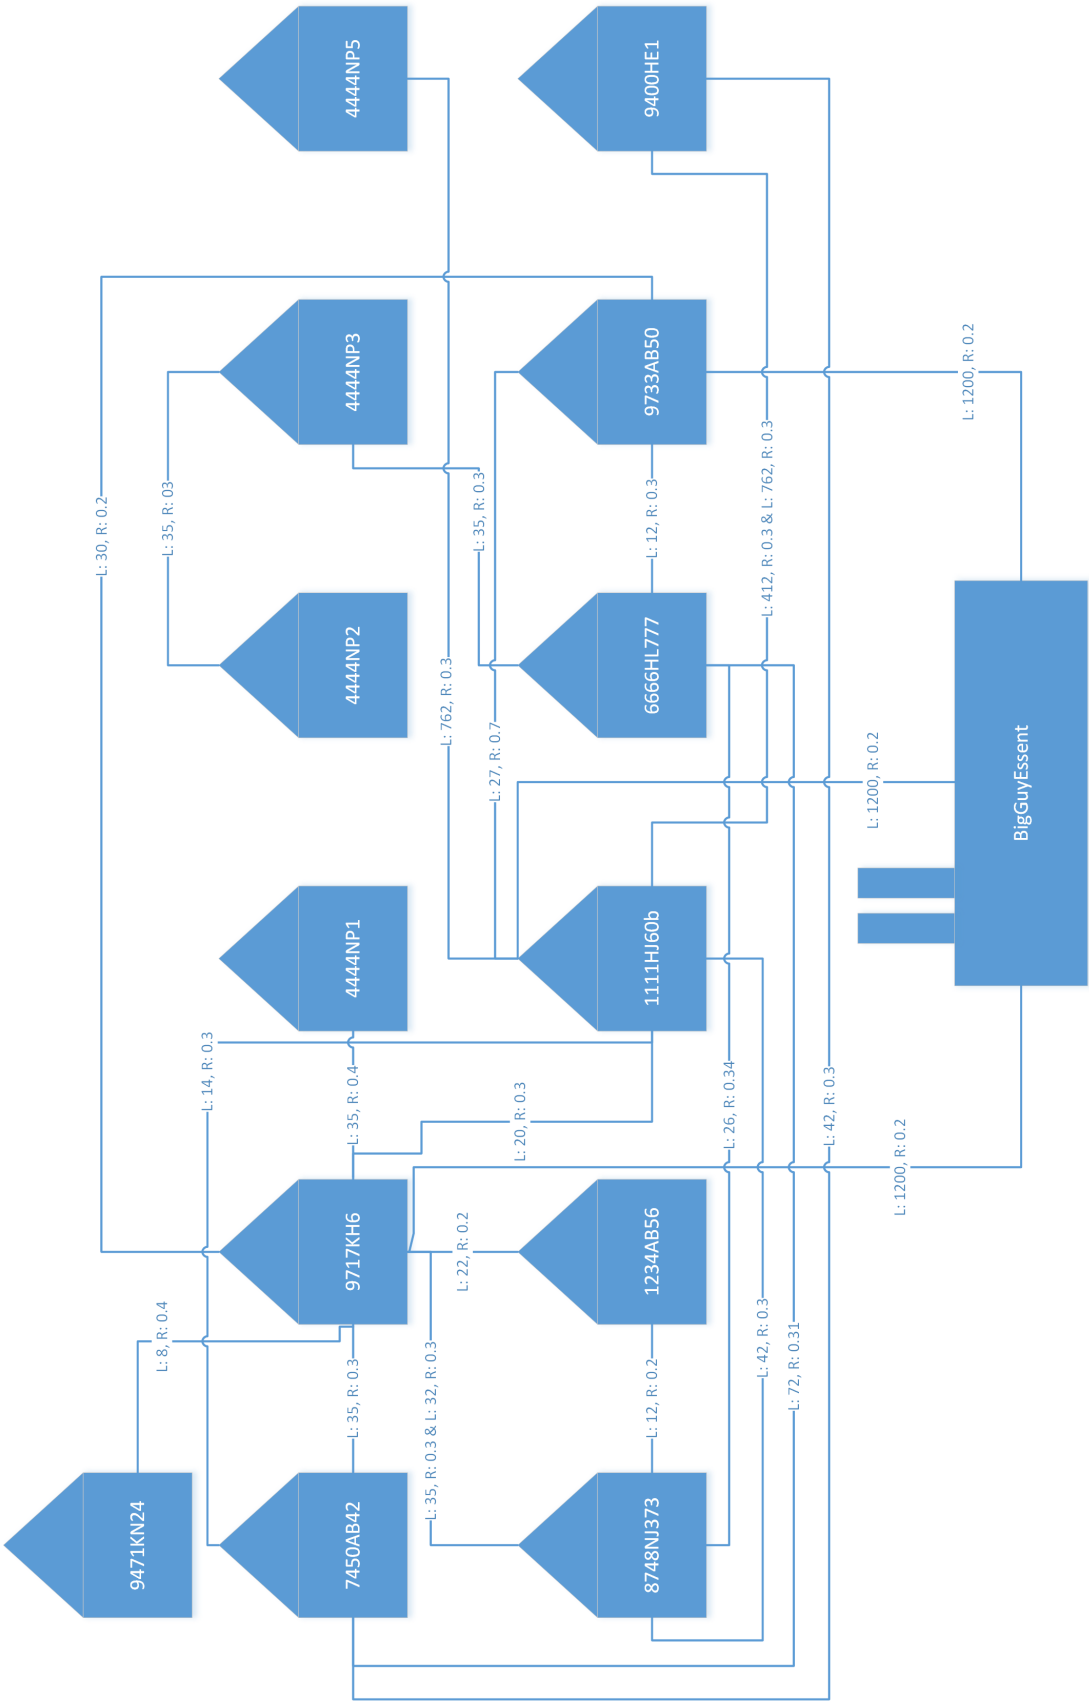 9471KN24
7450AB42
8748NJ373
9717KH6
1234AB56
4444NP1
1111HJ60b
4444NP2
6666HL777
4444NP3
9733AB50
4444NP5
9400HE1
BigGuyEssent
L: 8, R: 0.4
L: 14, R: 0.3
L: 35, R: 0.3
L: 35, R: 0.3 & L: 32, R: 0.3
L: 12, R: 0.2
L: 42, R: 0.3
L: 72, R: 0.31
L: 22, R: 0.2
L: 35, R: 0.4
L: 20, R: 0.3
L: 26, R: 0.34
L: 42, R: 0.3
L: 1200, R: 0.2
L: 30, R: 0.2
L: 35, R: 03
L: 762, R: 0.3
L: 27, R: 0.7
L: 35, R: 0.3
L: 12, R: 0.3
L: 412, R: 0.3 & L: 762, R: 0.3
L: 1200, R: 0.2
L: 1200, R: 0.2